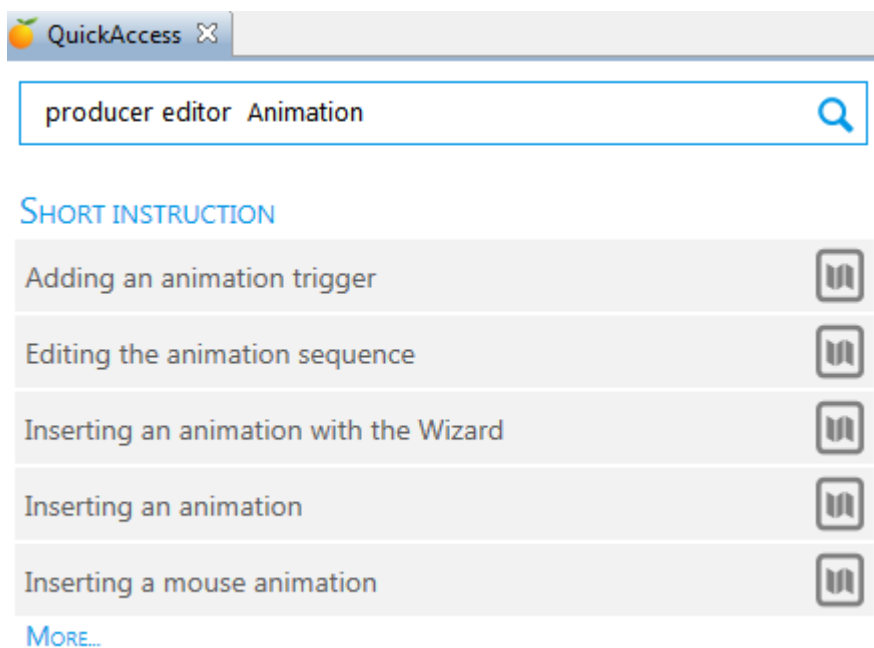 QuickAccess
producer editor  Animation
SHORT INSTRUCTION
Adding an animation trigger
Editing the animation sequence
Inserting an animation with the Wizard
Inserting an animation
Inserting a mouse animation
MORE...